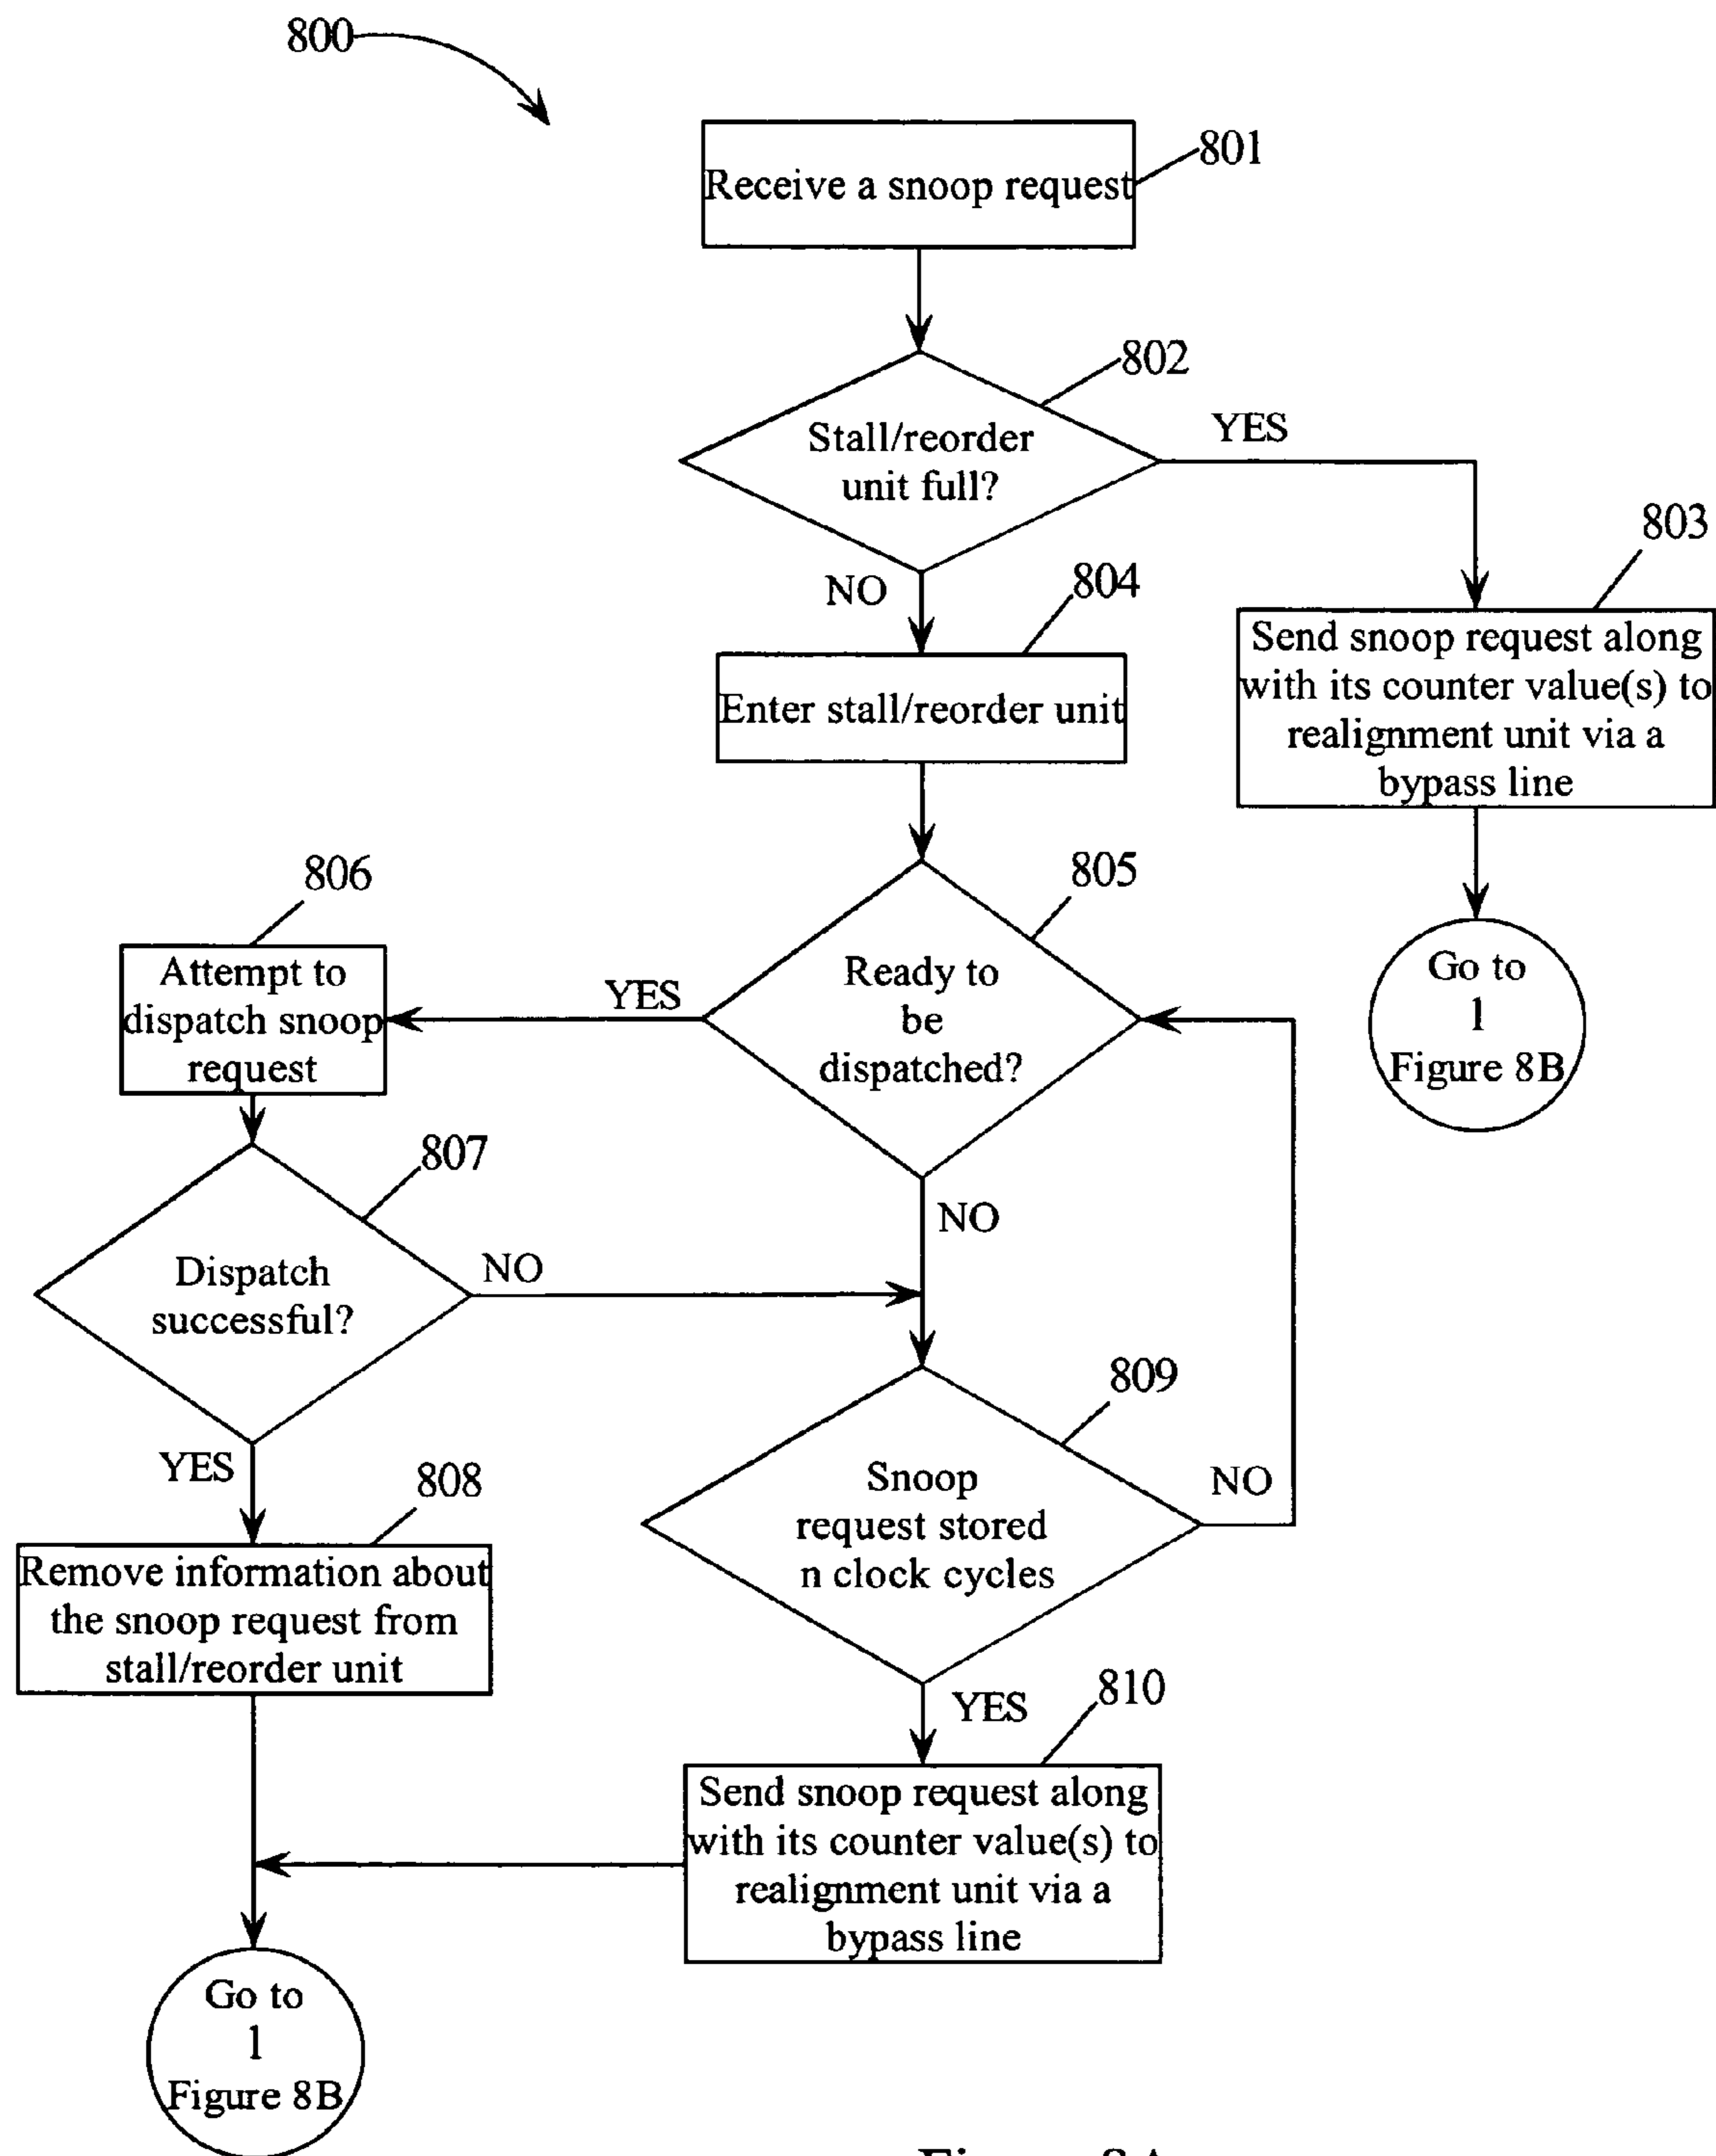 800
Receive a snoop request
801
802
Stall/reorder
unit full?
YES
NO
803
Send snoop request along
with its counter value(s) to
realignment unit via a
bypass line
804
Enter stall/reorder unit
805
Ready to
be
dispatched?
YES
NO
Go to
1
Figure 8B
806
Attempt to
dispatch snoop
request
807
Dispatch
successful?
NO
YES
808
Remove information about
the snoop request from
stall/reorder unit
809
Snoop
request stored
n clock cycles
NO
YES
810
Send snoop request along
with its counter value(s) to
realignment unit via a
bypass line
Go to
1
Figure 8B
Figure 8A